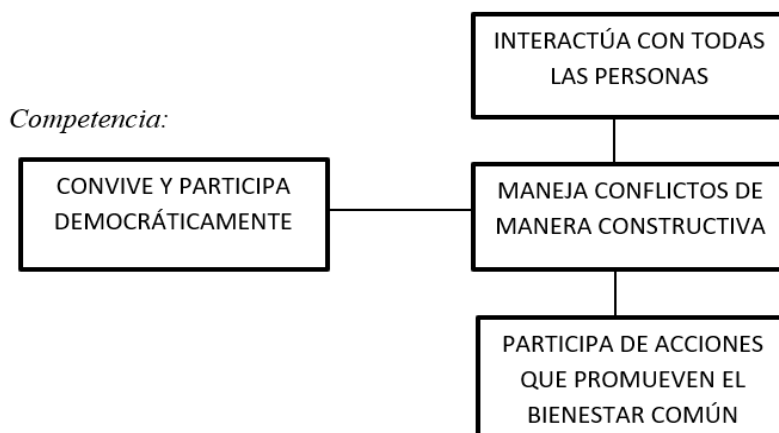 INTERACTÚA CON TODAS
LAS PERSONAS
Competencia:
CONVIVE Y PARTICIPA
DEMOCRÁTICAMENTE
MANEJA CONFLICTOS DE
MANERA CONSTRUCTIVA
PARTICIPA DE ACCIONES
QUE PROMUEVEN EL
BIENESTAR COMÚN